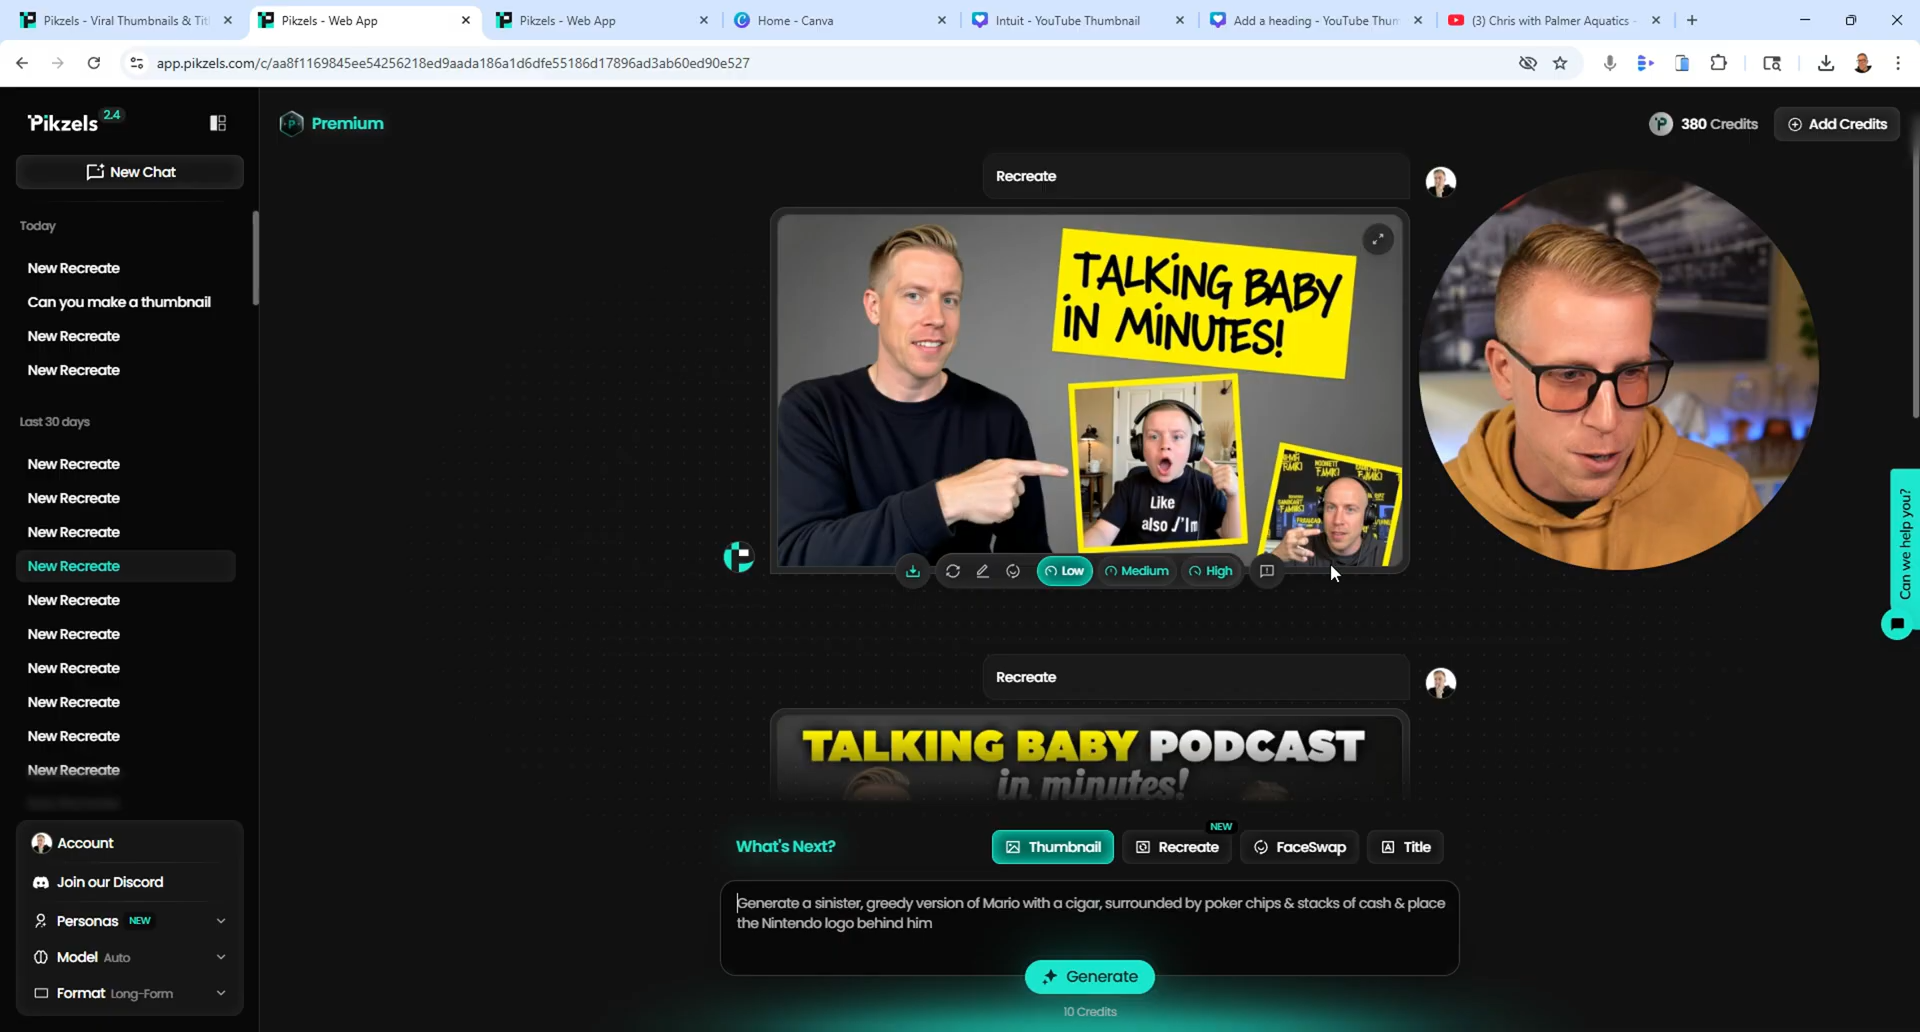 Pikzels - Viral Thumbnails & Tit
Pikzels - Web App
Pikzels - Web App
Home - Canva
Intuit - YouTube Thumbnail
Add a heading - YouTube Thum
(3) Chris with Palmer Aquatics -
app.pikzels.com/c/aa8f1169845ee54256218ed9aada186a1d6dfe55186d17896ad3ab60ed90e527
Pikzels 2.4
Premium
380 Credits
Add Credits
New Chat
Today
New Recreate
Can you make a thumbnail
New Recreate
New Recreate
Last 30 days
New Recreate
New Recreate
New Recreate
New Recreate
New Recreate
New Recreate
New Recreate
New Recreate
New Recreate
New Recreate
Account
Join our Discord
Personas NEW
Model Auto
Format Long-Form
Recreate
TALKING BABY
IN MINUTES!
Like
also J'Im
Low
Medium
High
Recreate
TALKING BABY PODCAST
in minutes!
What's Next?
Thumbnail
Recreate
NEW
FaceSwap
Title
Generate a sinister, greedy version of Mario with a cigar, surrounded by poker chips & stacks of cash & place
the Nintendo logo behind him
Generate
10 Credits
Can we help you?